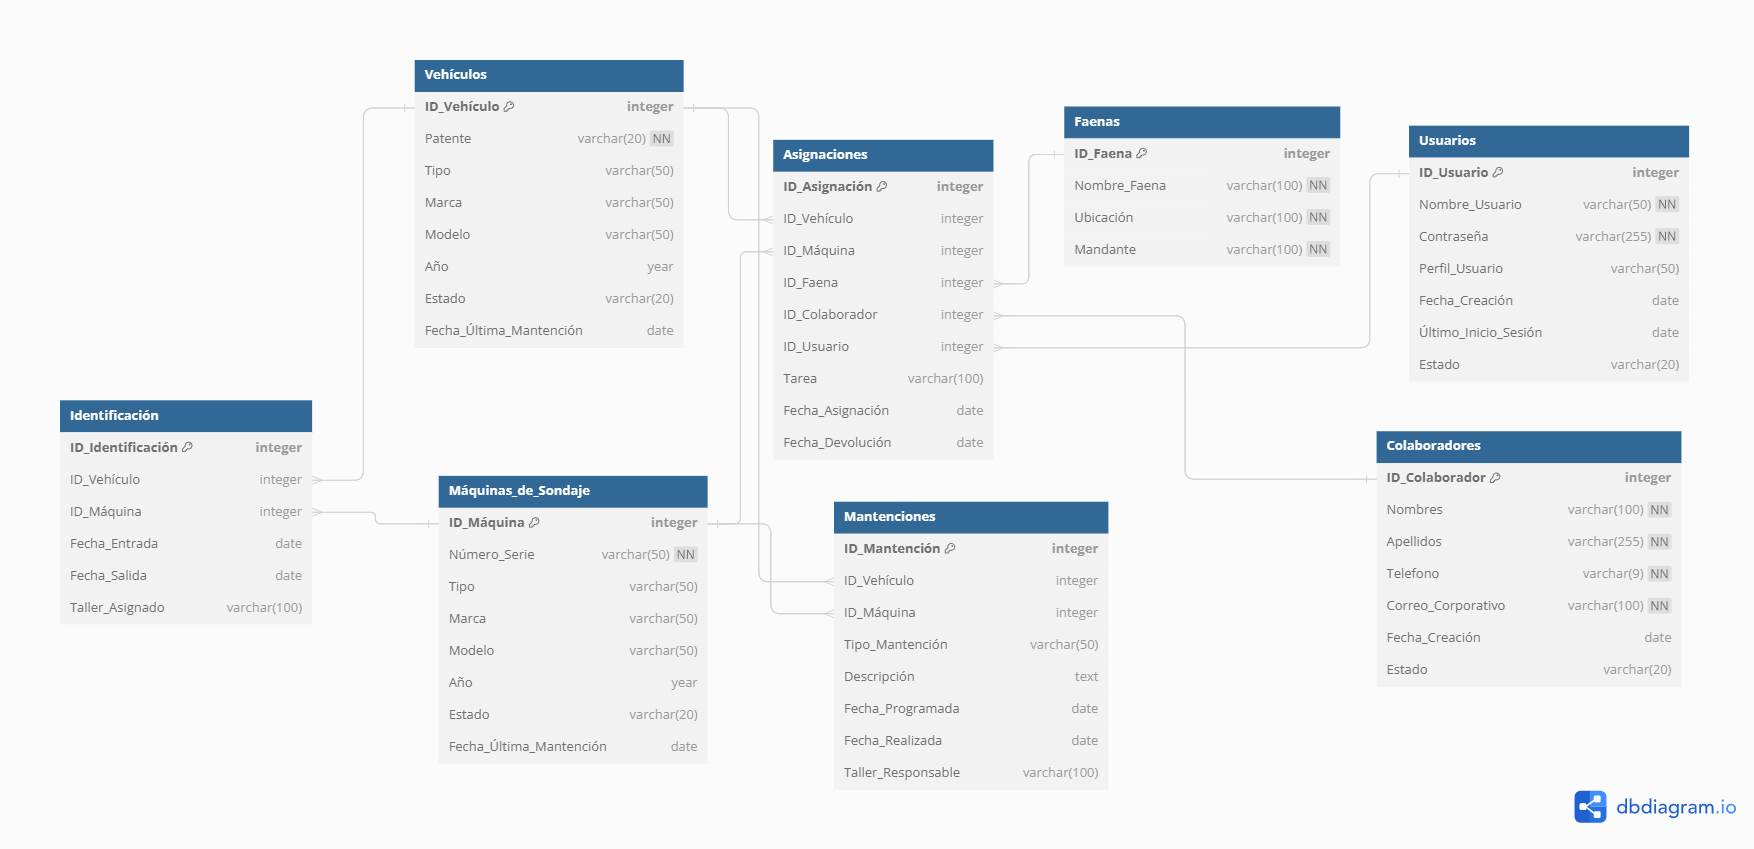 Vehículos
ID_Vehículo integer
Patente varchar(20) NN
Tipo varchar(50)
Marca varchar(50)
Modelo varchar(50)
Año year
Estado varchar(20)
Fecha_Última_Mantención date
Asignaciones
ID_Asignación integer
ID_Vehículo integer
ID_Máquina integer
ID_Faena integer
ID_Colaborador integer
ID_Usuario integer
Tarea varchar(100)
Fecha_Asignación date
Fecha_Devolución date
Faenas
ID_Faena integer
Nombre_Faena varchar(100) NN
Ubicación varchar(100) NN
Mandante varchar(100) NN
Usuarios
ID_Usuario integer
Nombre_Usuario varchar(50) NN
Contraseña varchar(255) NN
Perfil_Usuario varchar(50)
Fecha_Creación date
Último_Inicio_Sesión date
Estado varchar(20)
Identificación
ID_Identificación integer
ID_Vehículo integer
ID_Máquina integer
Fecha_Entrada date
Fecha_Salida date
Taller_Asignado varchar(100)
Máquinas_de_Sondaje
ID_Máquina integer
Número_Serie varchar(50) NN
Tipo varchar(50)
Marca varchar(50)
Modelo varchar(50)
Año year
Estado varchar(20)
Fecha_Última_Mantención date
Mantenciones
ID_Mantención integer
ID_Vehículo integer
ID_Máquina integer
Tipo_Mantención varchar(50)
Descripción text
Fecha_Programada date
Fecha_Realizada date
Taller_Responsable varchar(100)
Colaboradores
ID_Colaborador integer
Nombres varchar(100) NN
Apellidos varchar(255) NN
Telefono varchar(9) NN
Correo_Corporativo varchar(100) NN
Fecha_Creación date
Estado varchar(20)
dbdiagram.io